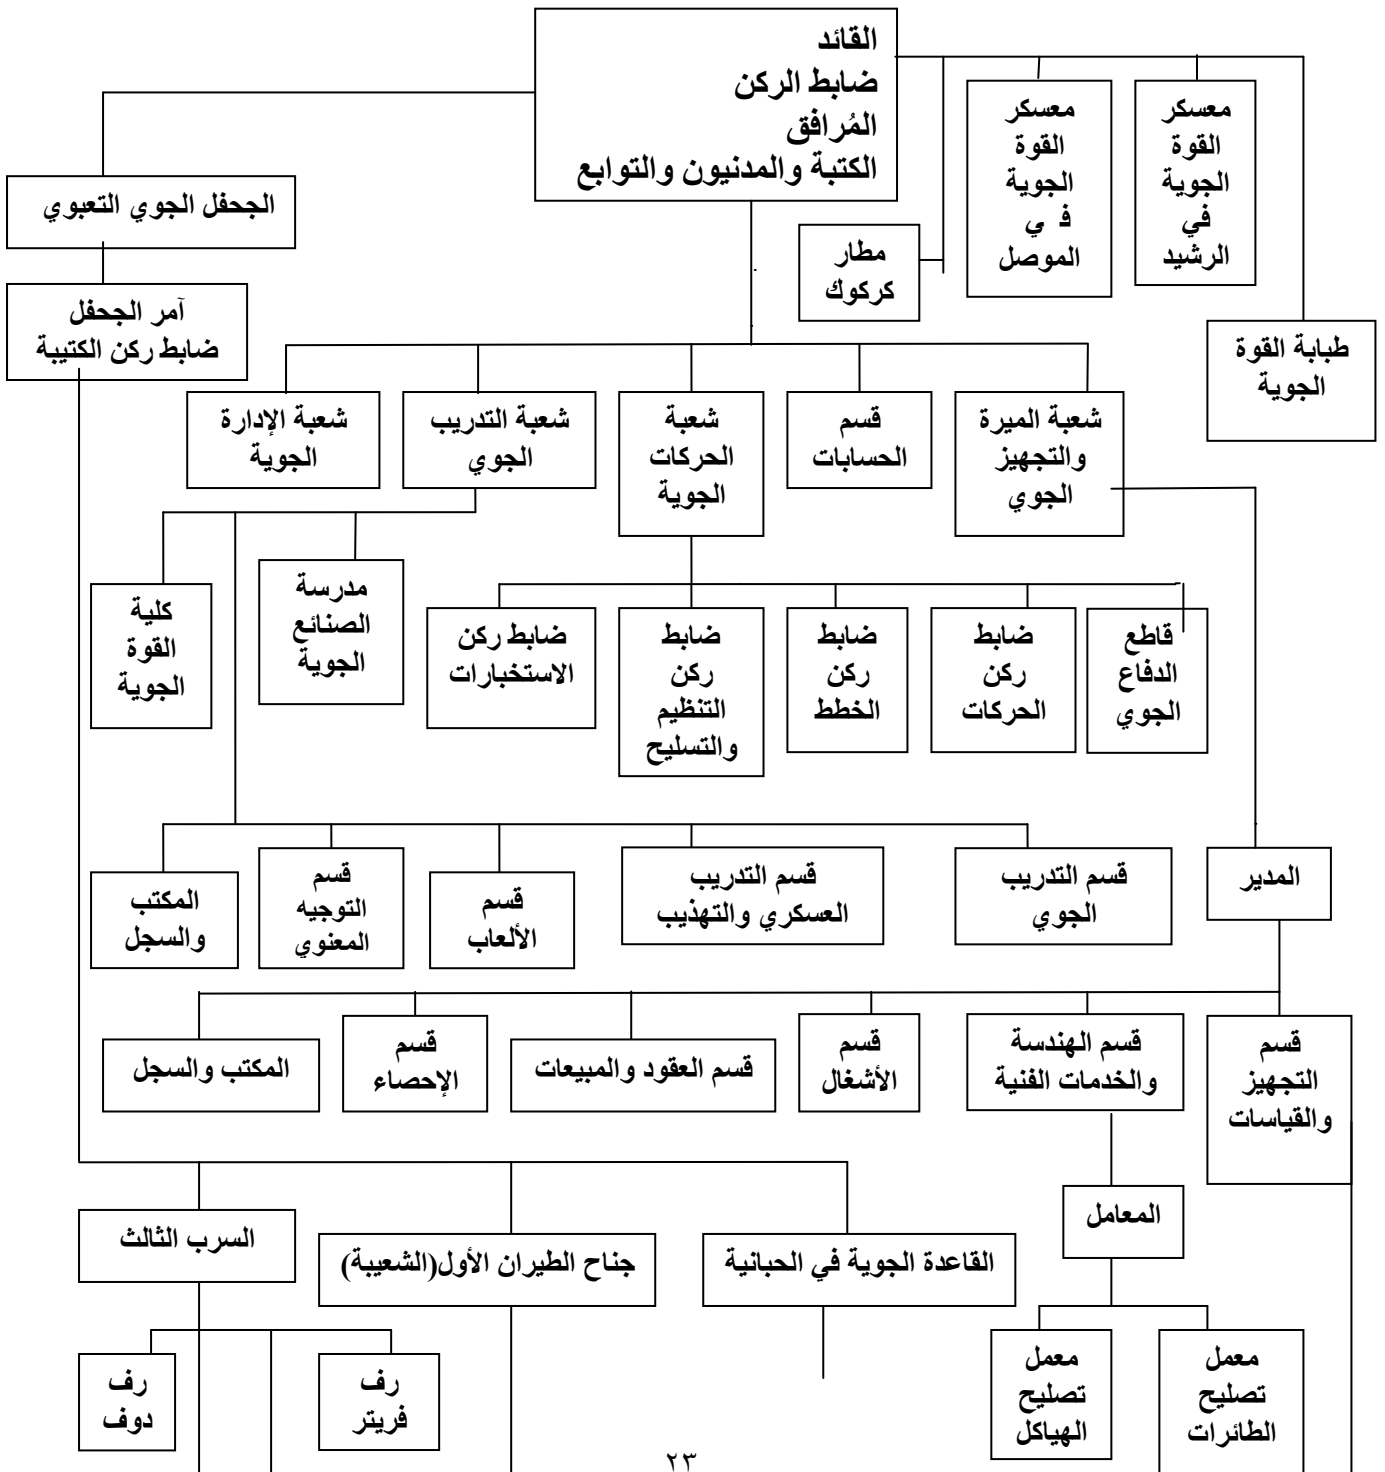 القائد
ضابط الركن
المُرافق
الكتبة والمدنيون والتوابع
معسكر
القوة
الجوية
في
الرشيد
معسكر
القوة
الجوية
في
الموصل
مطار
كركوك
طبابة القوة
الجوية
الجحفل الجوي التعبوي
آمر الجحفل
ضابط ركن الكتيبة
شعبة الميرة
والتجهيز
الجوي
قسم
الحسابات
شعبة
الحركات
الجوية
شعبة التدريب
الجوي
شعبة الإدارة
الجوية
قاطع
الدفاع
الجوي
ضابط
ركن
الحركات
ضابط
ركن
الخطط
ضابط
ركن
التنظيم
والتسليح
ضابط ركن
الاستخبارات
مدرسة
الصنائع
الجوية
كلية
القوة
الجوية
المدير
قسم التدريب
الجوي
قسم التدريب
العسكري والتهذيب
قسم
الألعاب
قسم
التوجيه
المعنوي
المكتب
والسجل
قسم
التجهيز
والقياسات
قسم الهندسة
والخدمات الفنية
قسم
الأشغال
قسم العقود والمبيعات
قسم
الإحصاء
المكتب والسجل
المعامل
القاعدة الجوية في الحبانية
جناح الطيران الأول(الشعيبة)
السرب الثالث
معمل
تصليح
الطائرات
معمل
تصليح
الهياكل
رف
فريتر
رف
دوف
٢٣